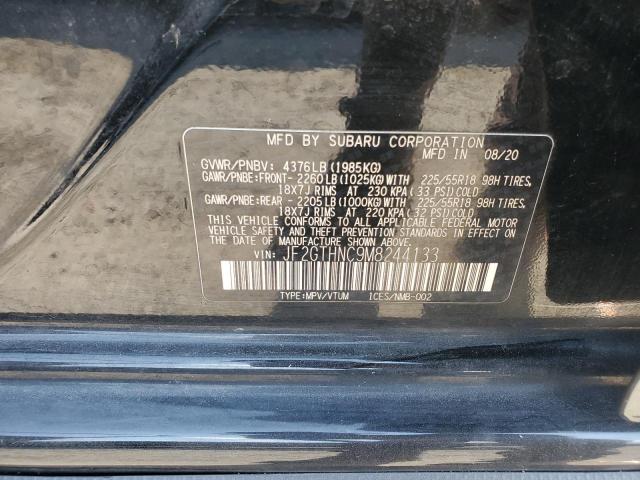 MFD BY SUBARU CORPORATION
MFD IN 08/20
GVWR/PNBV: 4376LB(1985KG)
GAWR/PNBE:FRONT- 2260LB(1025KG)WITH 225/55R18 98H TIRES,
18X7J RIMS AT 230 KPA(33 PSI)COLD
GAWR/PNBE:REAR - 2205LB(1000KG)WITH 225/55R18 98H TIRES,
18X7J RIMS AT 220 KPA(32 PSI)COLD
THIS VEHICLE CONFORMS TO ALL APPLICABLE FEDERAL MOTOR
VEHICLE SAFETY AND THEFT PREVENTION STANDARDS IN EFFECT ON
THE DATE OF MANUFACTURE SHOWN ABOVE.
VIN: JF2GTHNC9M8244133
TYPE:MPV/VTUM ICES/NMB-002